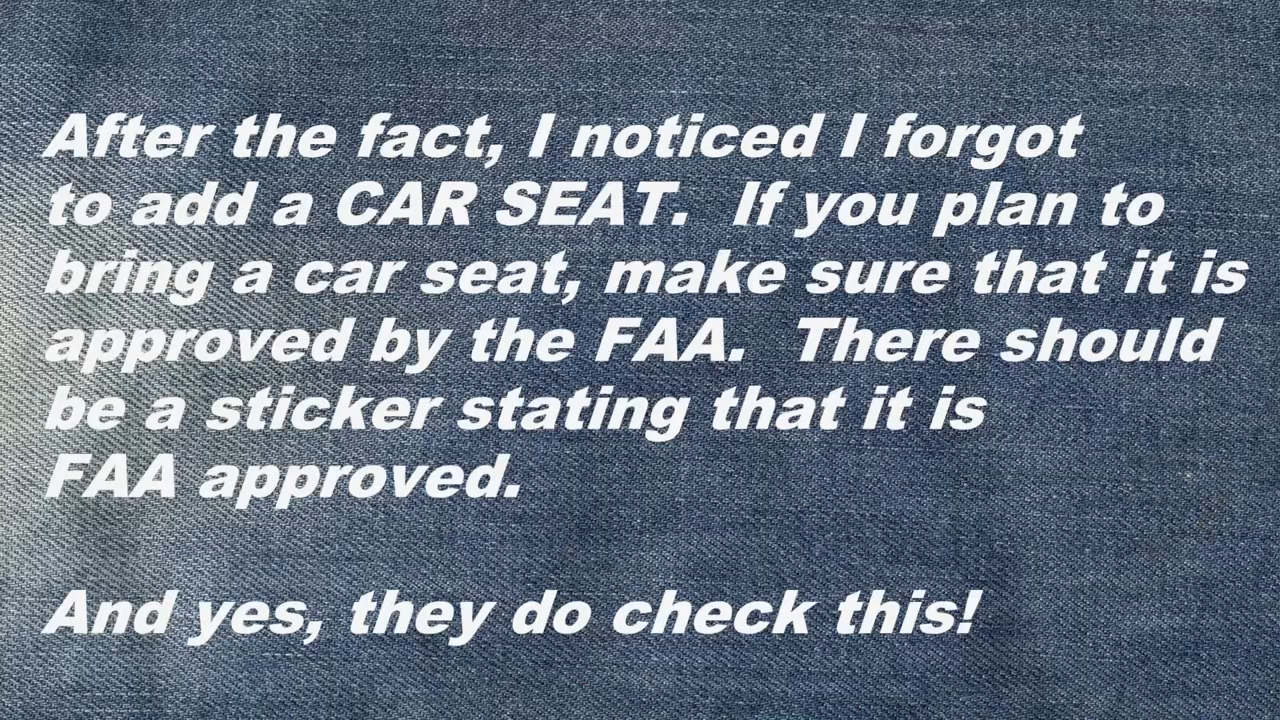 After the fact, I noticed I forgot
to add a CAR SEAT.  If you plan to
bring a car seat, make sure that it is
approved by the FAA.  There should
be a sticker stating that it is
FAA approved.
And yes, they do check this!